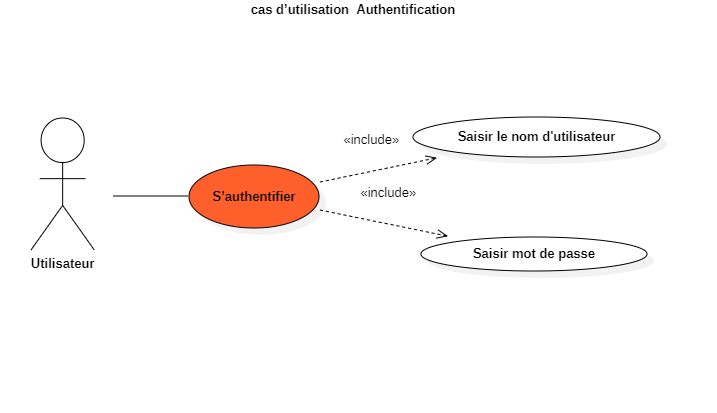 cas d’utilisation  Authentification
«include»
Saisir le nom d'utilisateur
«include»
S’authentifier
Saisir mot de passe
Utilisateur